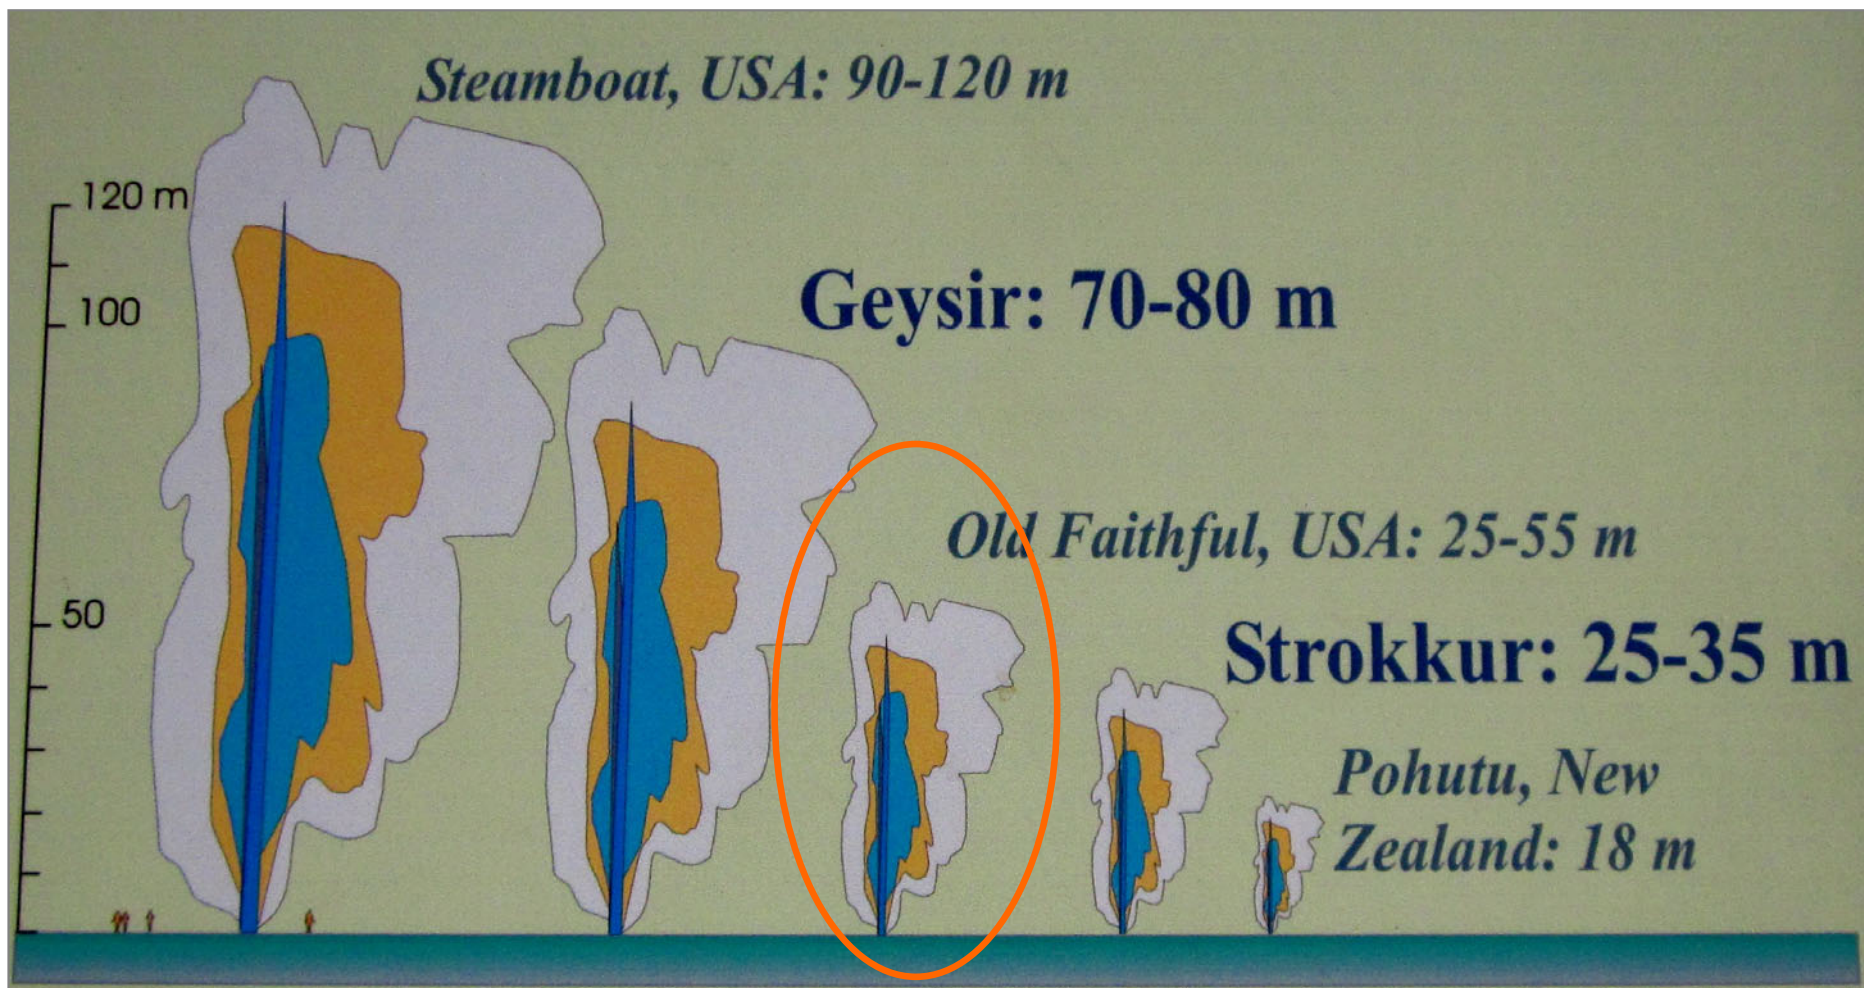 Steamboat, USA: 90-120 m
120 m
Geysir: 70-80 m
100
Old Faithful, USA: 25-55 m
50
Strokkur: 25-35 m
Pohutu, New
Zealand: 18 m